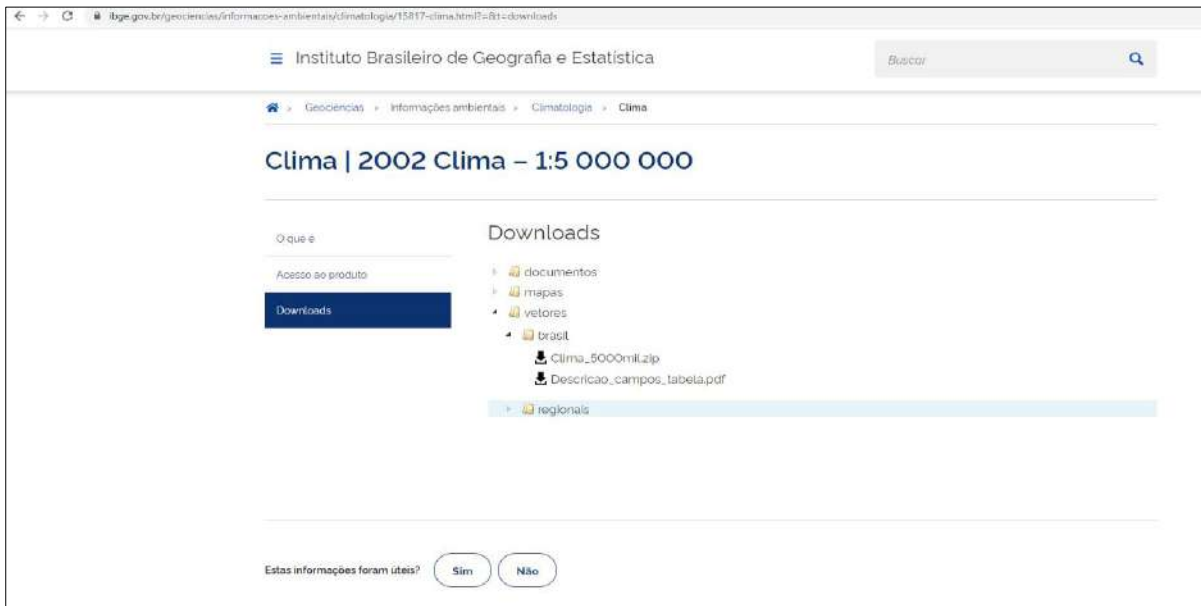 ibge.gov.br/geociencias/informacoes-ambientais/climatologia/15817-clima.html?=&t=downloads
Instituto Brasileiro de Geografia e Estatística
Buscar
Geociências Informações ambientais Climatologia Clima
Clima | 2002 Clima – 1:5 000 000
O que é
Acesso ao produto
Downloads
Downloads
documentos
mapas
vetores
brasil
Clima_5000mil.zip
Descricao_campos_tabela.pdf
regionais
Estas informações foram úteis? Sim Não